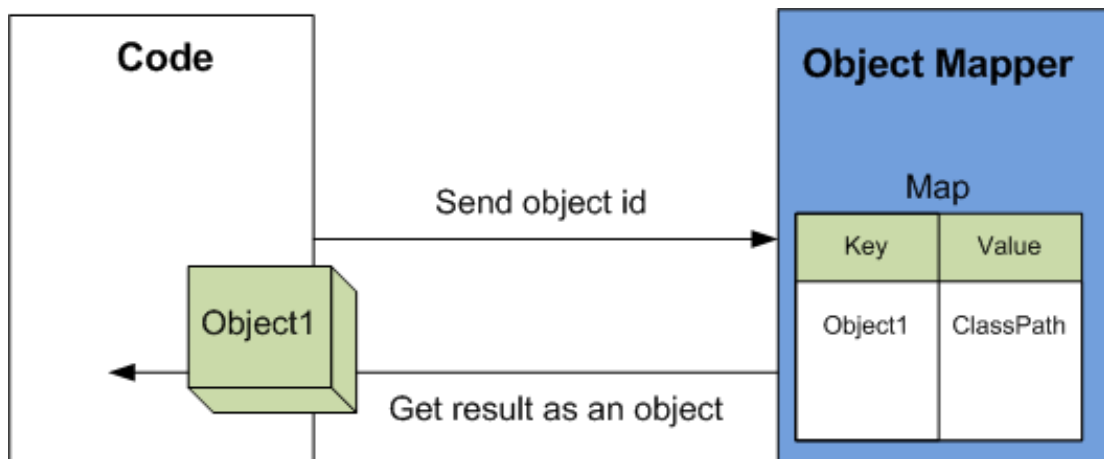 Code
Object Mapper
Send object id
Map
Key
Value
Object1
Object1
ClassPath
Get result as an object